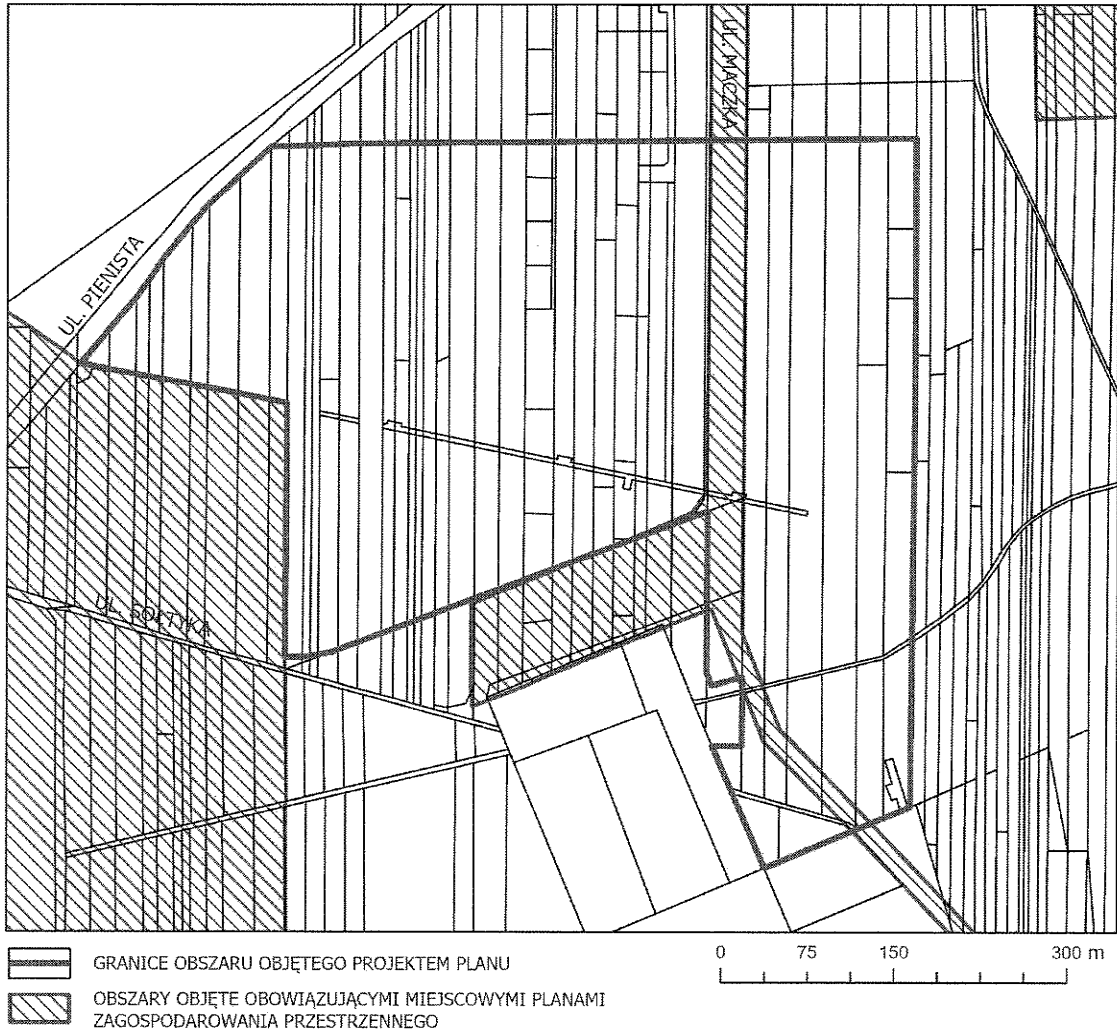 UL. MĄCZKA
UL. PIENISTA
UL. SOŁTYKA
GRANICE OBSZARU OBJĘTEGO PROJEKTEM PLANU
0 75 150 300 m
OBSZARY OBJĘTE OBOWIĄZUJĄCYMI MIEJSCOWYMI PLANAMI
ZAGOSPODAROWANIA PRZESTRZENNEGO